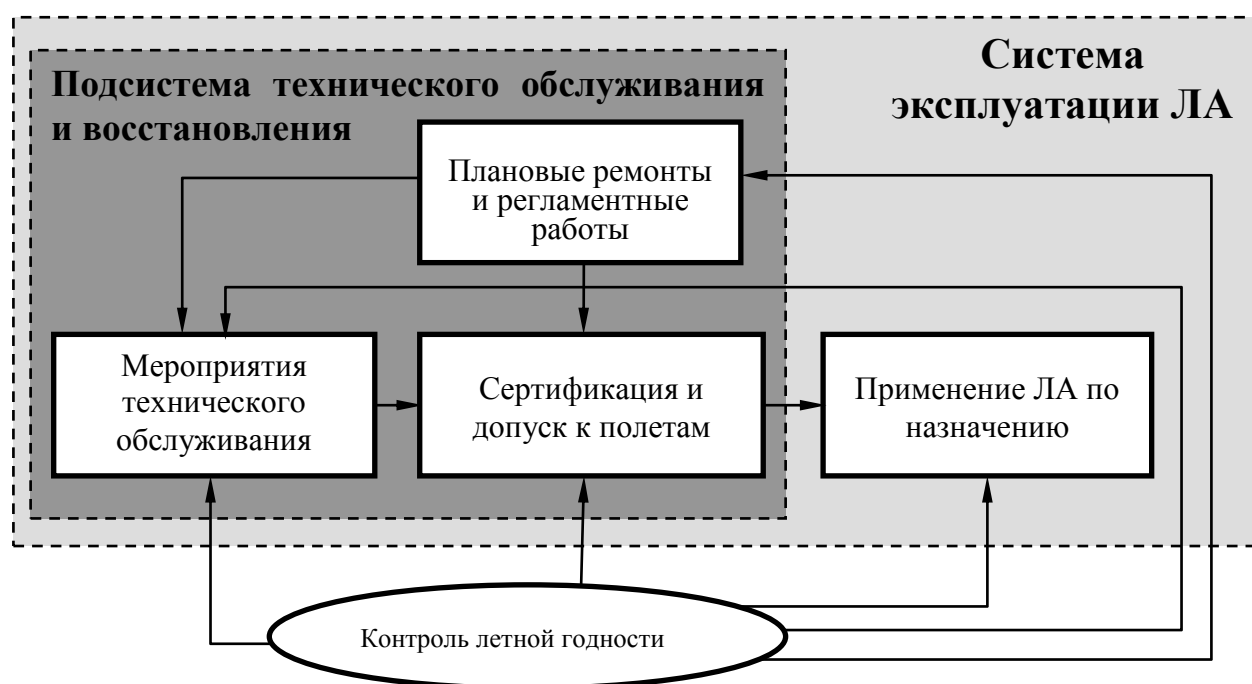 Система
эксплуатации ЛА
Подсистема технического обслуживания
и восстановления
Плановые ремонты
и регламентные
работы
Мероприятия
технического
обслуживания
Сертификация и
допуск к полетам
Применение ЛА по
назначению
Контроль летной годности